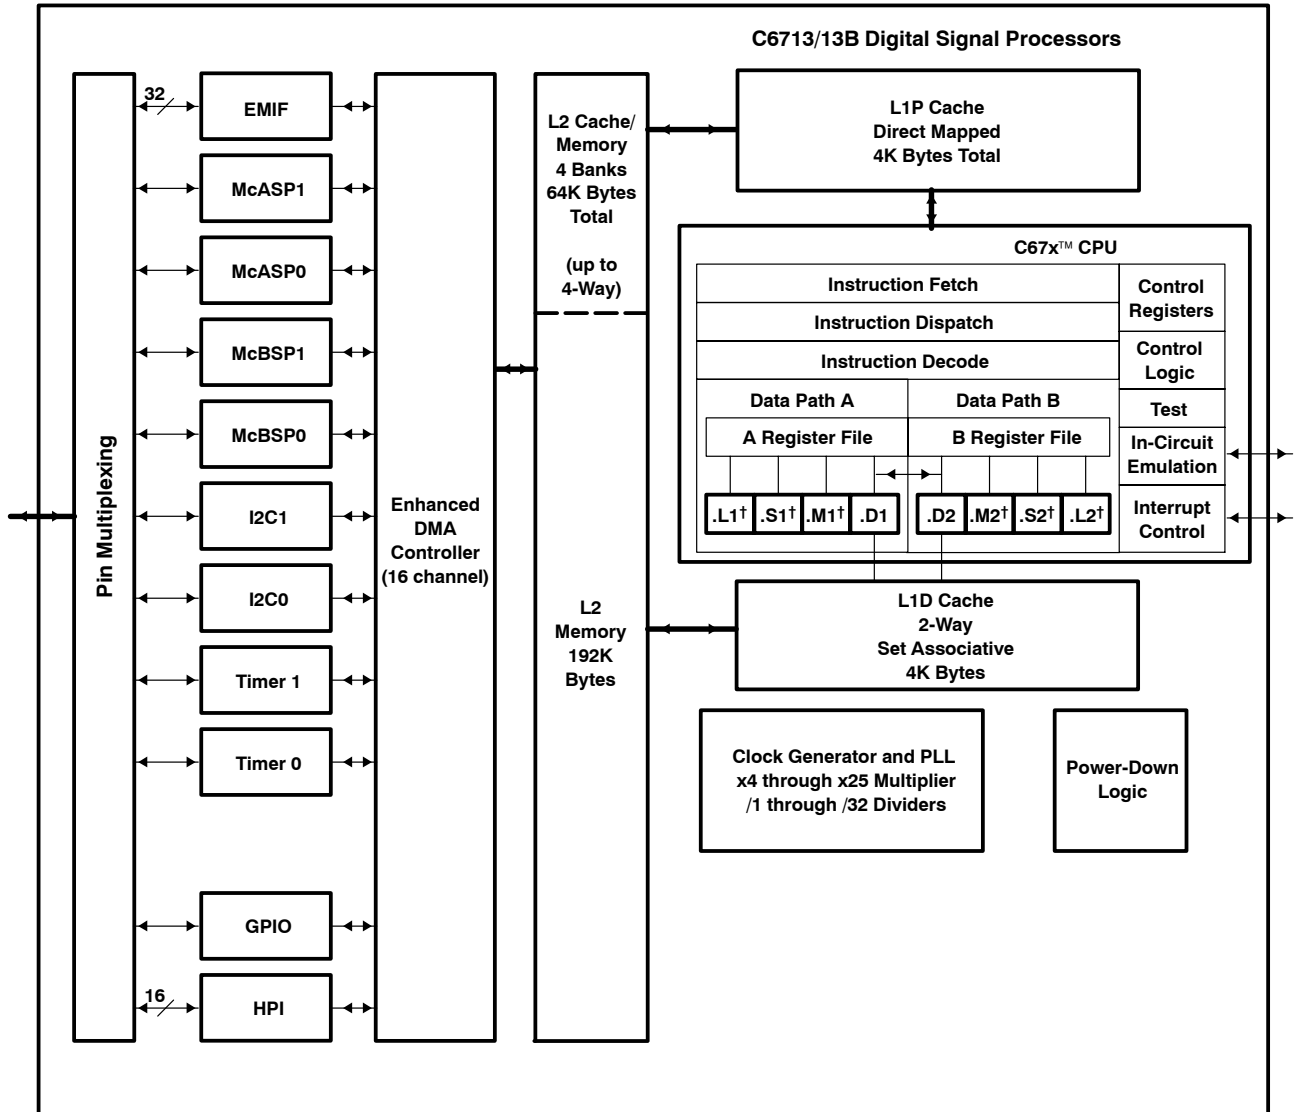 C6713/13B Digital Signal Processors
Pin Multiplexing
32
EMIF
McASP1
McASP0
McBSP1
McBSP0
I2C1
I2C0
Timer 1
Timer 0
GPIO
16
HPI
Enhanced
DMA
Controller
(16 channel)
L2 Cache/
Memory
4 Banks
64K Bytes
Total
(up to
4-Way)
L2
Memory
192K
Bytes
L1P Cache
Direct Mapped
4K Bytes Total
C67x™ CPU
Instruction Fetch
Instruction Dispatch
Instruction Decode
Data Path A
Data Path B
A Register File
B Register File
.L1† .S1† .M1† .D1
.D2 .M2† .S2† .L2†
Control
Registers
Control
Logic
Test
In-Circuit
Emulation
Interrupt
Control
L1D Cache
2-Way
Set Associative
4K Bytes
Clock Generator and PLL
x4 through x25 Multiplier
/1 through /32 Dividers
Power-Down
Logic